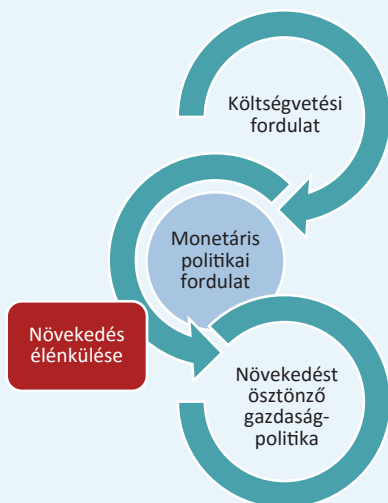 Költségvetési
fordulat
Monetáris
politikai
fordulat
Növekedés
élénkülése
Növekedést
ösztönző
gazdaság-
politika